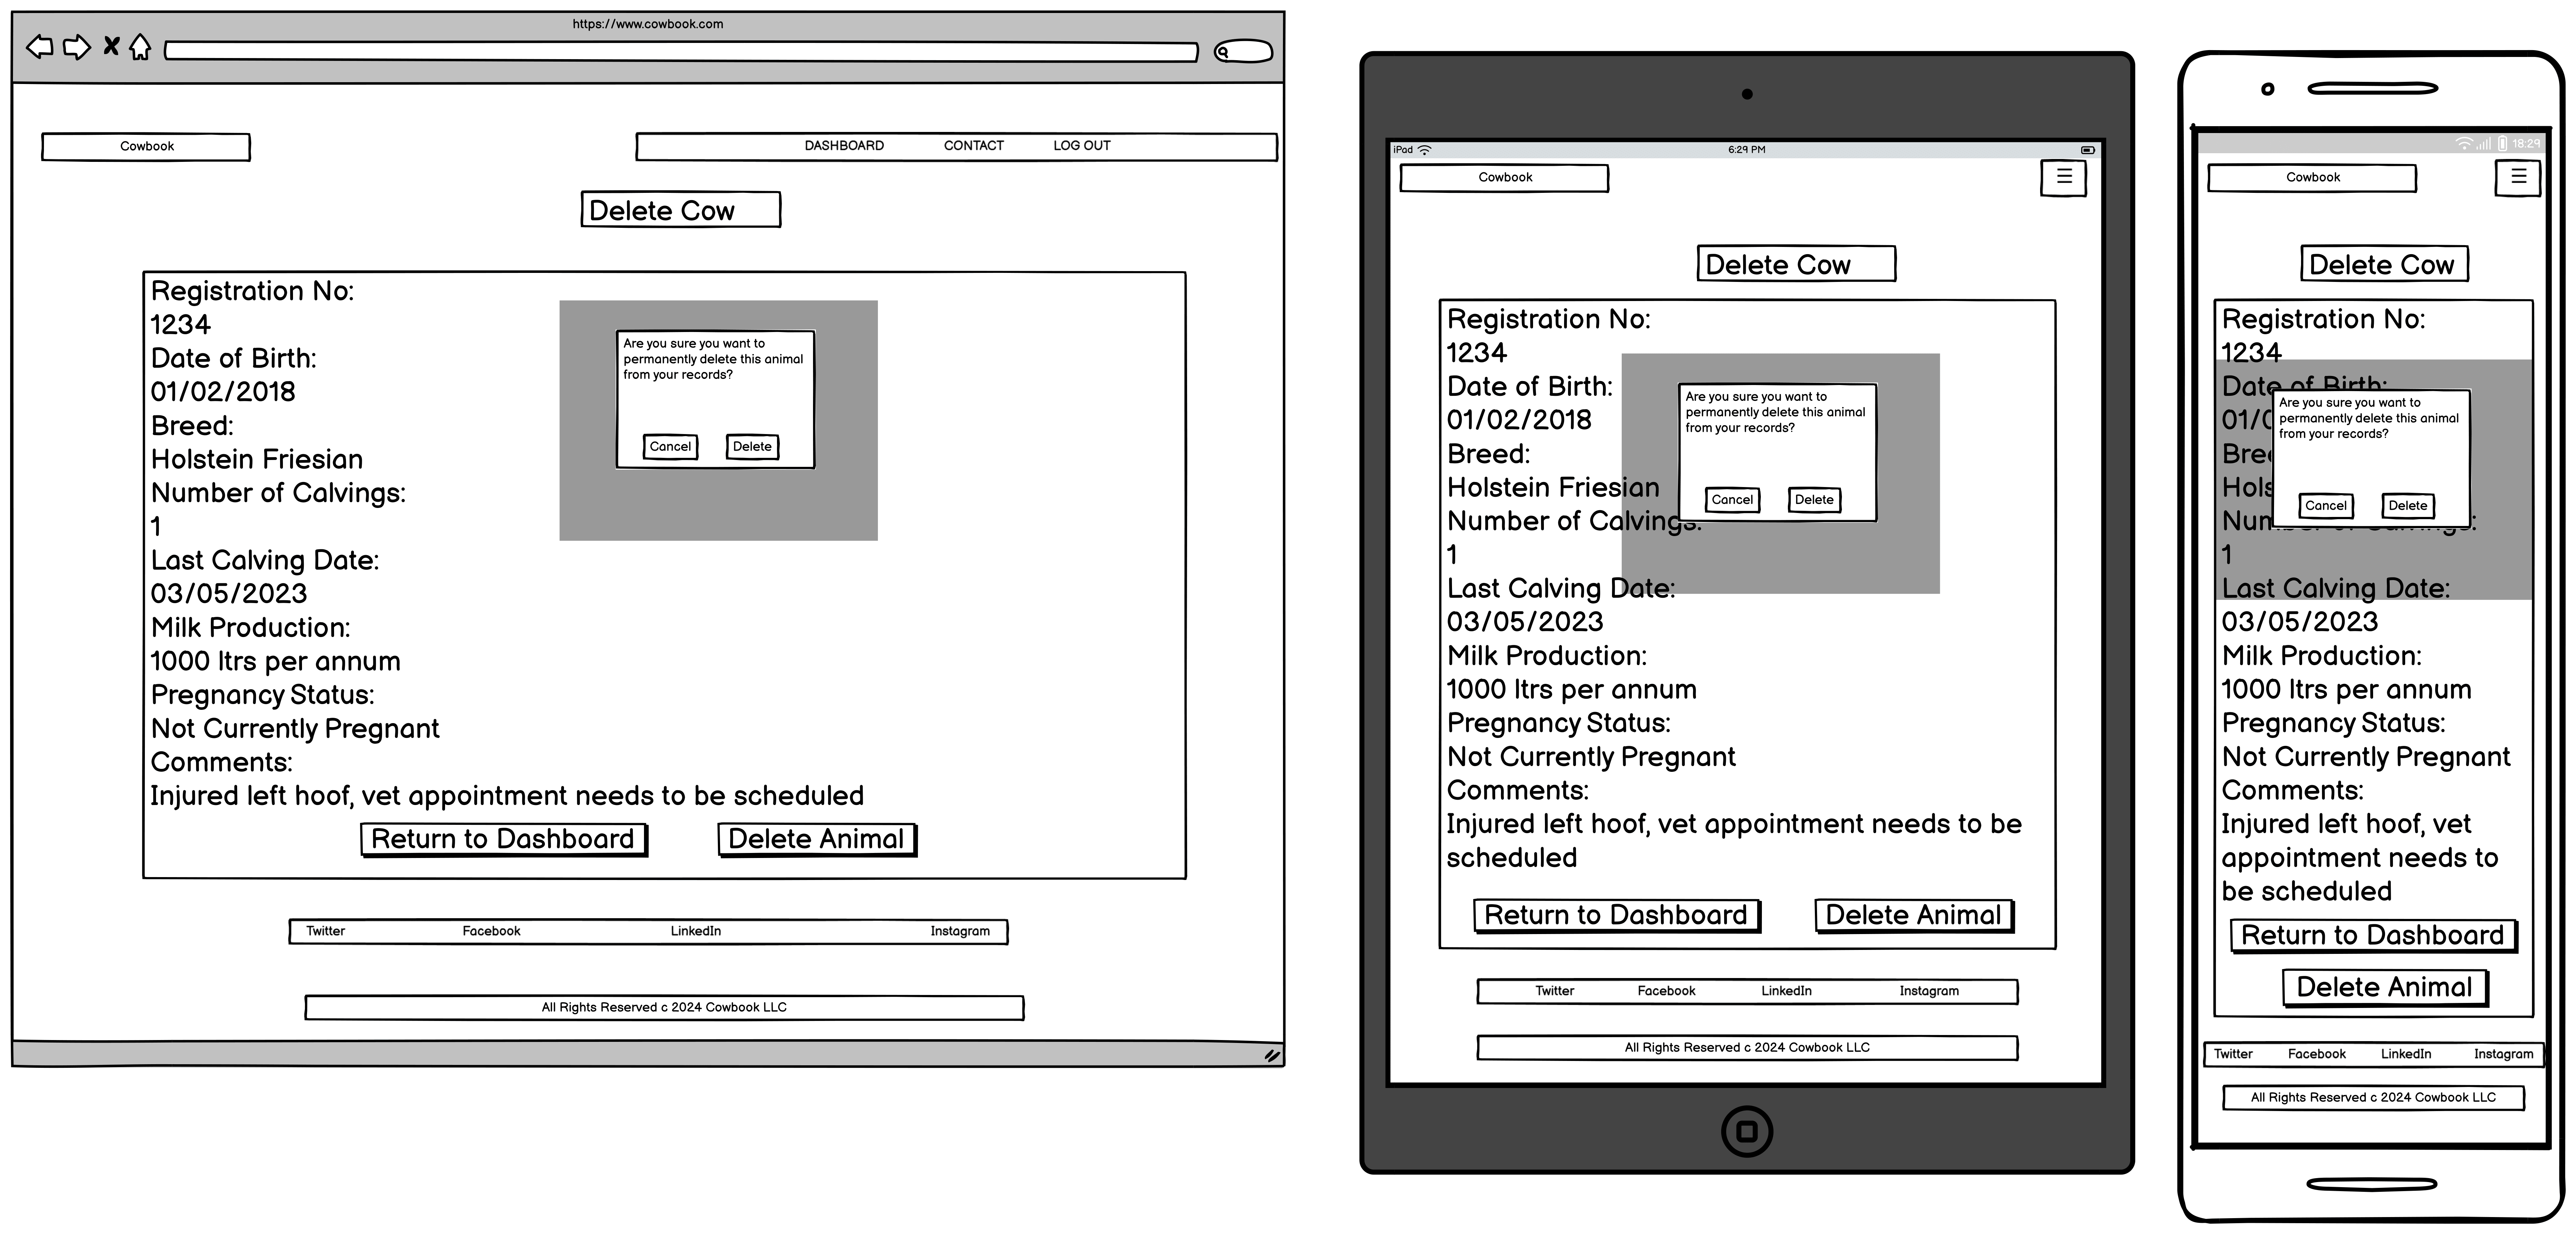 https://www.cowbook.com
Cowbook
DASHBOARD CONTACT LOG OUT
Delete Cow
Registration No:
1234
Date of Birth:
01/02/2018
Breed:
Holstein Friesian
Number of Calvings:
1
Last Calving Date:
03/05/2023
Milk Production:
1000 ltrs per annum
Pregnancy Status:
Not Currently Pregnant
Comments:
Injured left hoof, vet appointment needs to be scheduled
Are you sure you want to
permanently delete this animal
from your records?
Cancel Delete
Return to Dashboard Delete Animal
Twitter Facebook LinkedIn Instagram
All Rights Reserved c 2024 Cowbook LLC
iPad 6:29 PM
Cowbook
☰
Delete Cow
Registration No:
1234
Date of Birth:
01/02/2018
Breed:
Holstein Friesian
Number of Calvings:
1
Last Calving Date:
03/05/2023
Milk Production:
1000 ltrs per annum
Pregnancy Status:
Not Currently Pregnant
Comments:
Injured left hoof, vet appointment needs to be
scheduled
Are you sure you want to
permanently delete this animal
from your records?
Cancel Delete
Return to Dashboard Delete Animal
Twitter Facebook LinkedIn Instagram
All Rights Reserved c 2024 Cowbook LLC
18:29
Cowbook
☰
Delete Cow
Registration No:
1234
Date of Birth:
01/0
Bree
Hols
Number of Calvings:
1
Last Calving Date:
03/05/2023
Milk Production:
1000 ltrs per annum
Pregnancy Status:
Not Currently Pregnant
Comments:
Injured left hoof, vet
appointment needs to
be scheduled
Are you sure you want to
permanently delete this animal
from your records?
Cancel Delete
Return to Dashboard
Delete Animal
Twitter Facebook LinkedIn Instagram
All Rights Reserved c 2024 Cowbook LLC